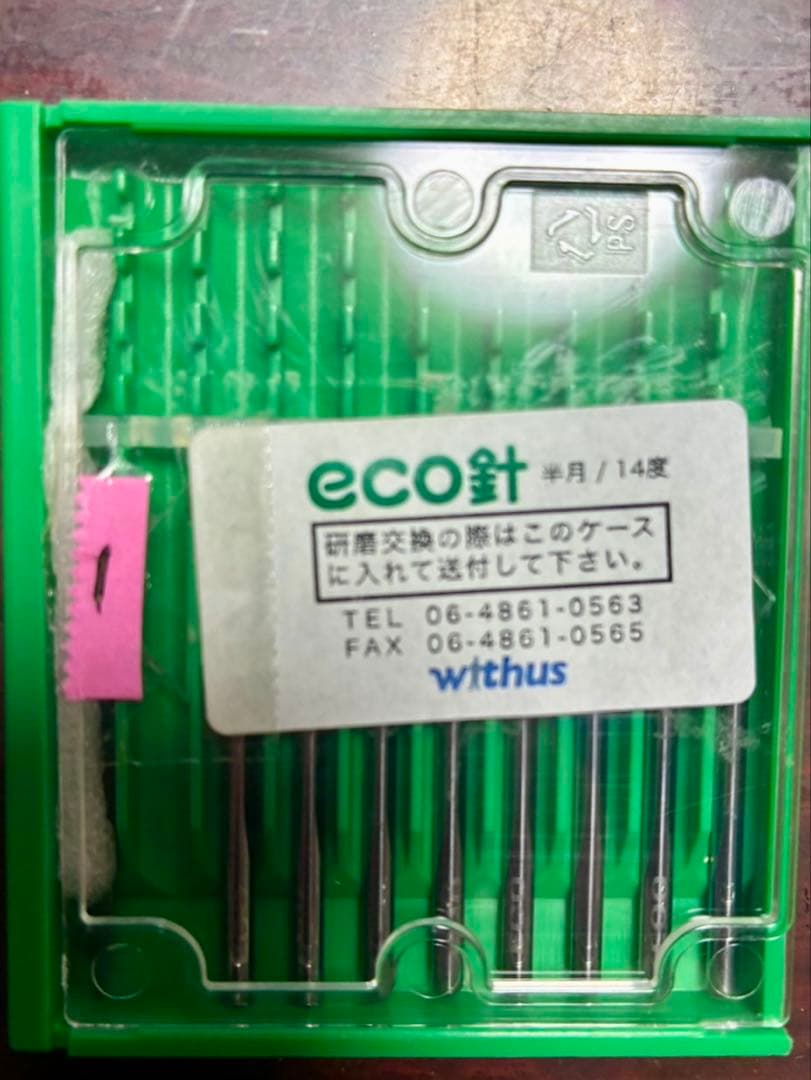 PS
eco針 半月 / 14度
研磨交換の際はこのケース
に入れて送付して下さい。
TEL 06-4861-0563
FAX 06-4861-0565
withus
1